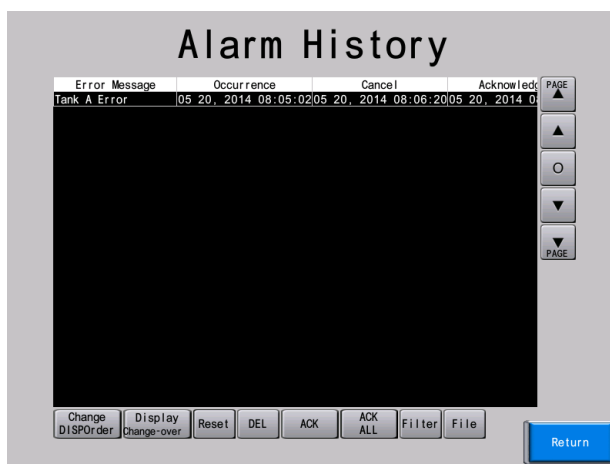 Alarm History
Error Message Occurrence Cancel Acknowledg
Tank A Error 05 20, 2014 08:05:02 05 20, 2014 08:06:20 05 20, 2014 0
PAGE
O
PAGE
Change DISPOrder
Display Change-over
Reset
DEL
ACK
ACK ALL
Filter
File
Return